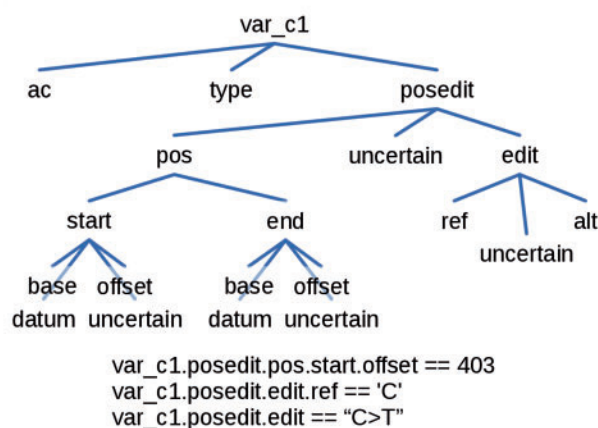 var_c1
ac type posedit
pos uncertain edit
start end ref alt
uncertain
base offset base offset
datum uncertain datum uncertain
var_c1.posedit.pos.start.offset == 403
var_c1.posedit.edit.ref == 'C'
var_c1.posedit.edit == “C>T”